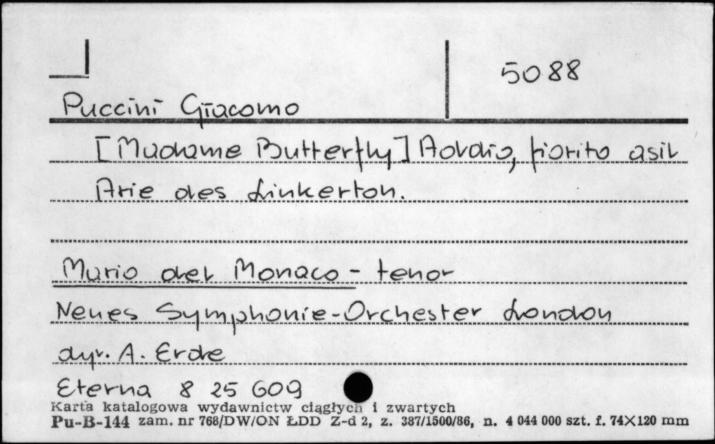 5088
Puccini Giacomo
[Madame Butterfly] Addio, fiorito asil
Arie des Linkerton.
Mario del Monaco - tenor
Neues Symphonie-Orchester London
dyr. A. Erde
Eterna 8 25 609
Karta katalogowa wydawnictw ciągłych i zwartych
Pu-B-144 zam. nr 768/DW/ON ŁDD Z-d 2, z. 387/1500/86, n. 4 044 000 szt. f. 74X120 mm